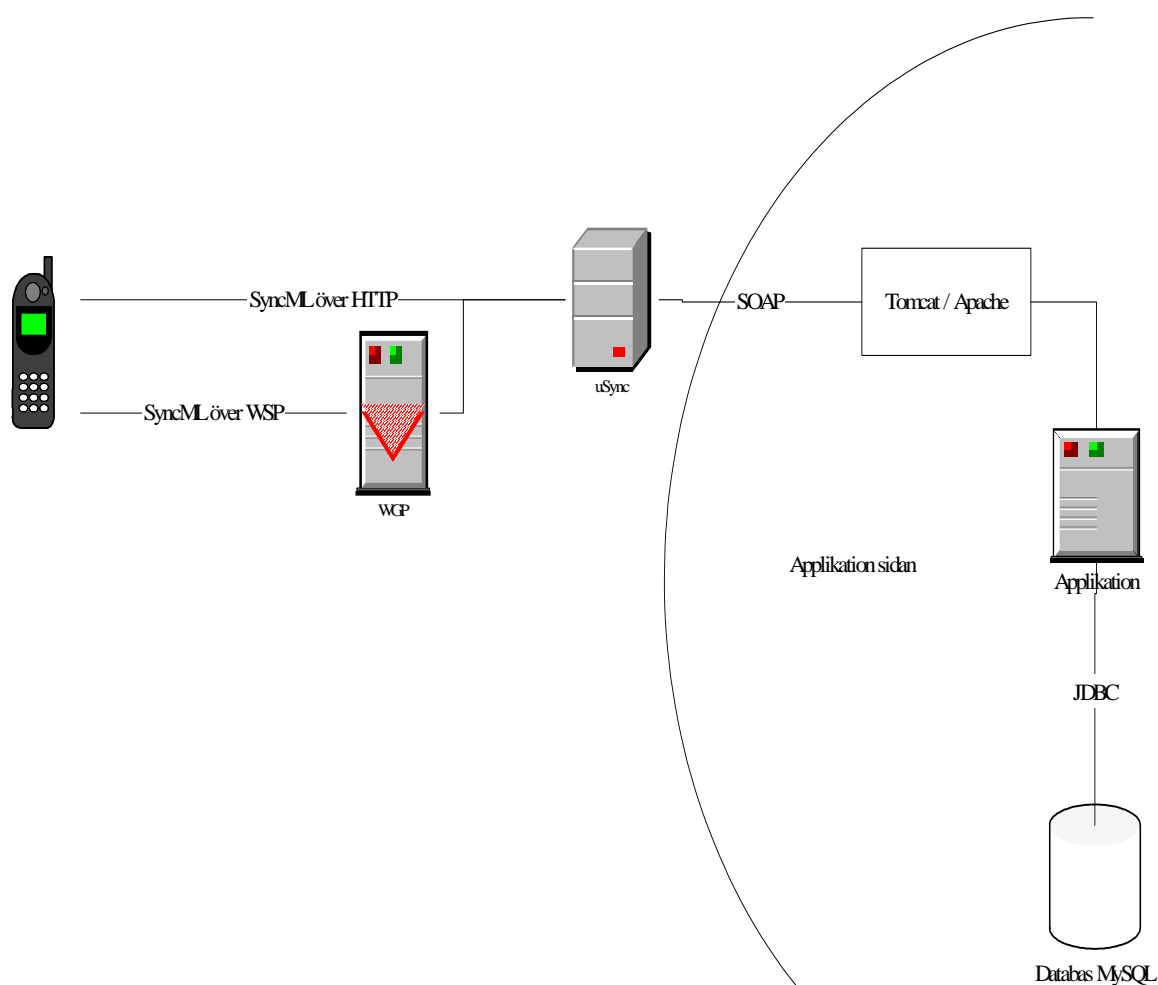 SyncML över HTTP
SOAP
Tomcat / Apache
uSync
SyncML över WSP
WGP
Applikation sidan
Applikation
JDBC
Databas MySQL